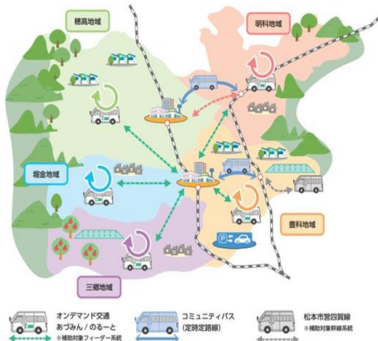 穂高地域
明科地域
堀金地域
豊科地域
三郷地域
オンデマンド交通
あづみん/のるーと
※補助対象フィーダー系統
コミュニティバス
(定時定路線)
松本市営四賀線
※補助対象幹線系統